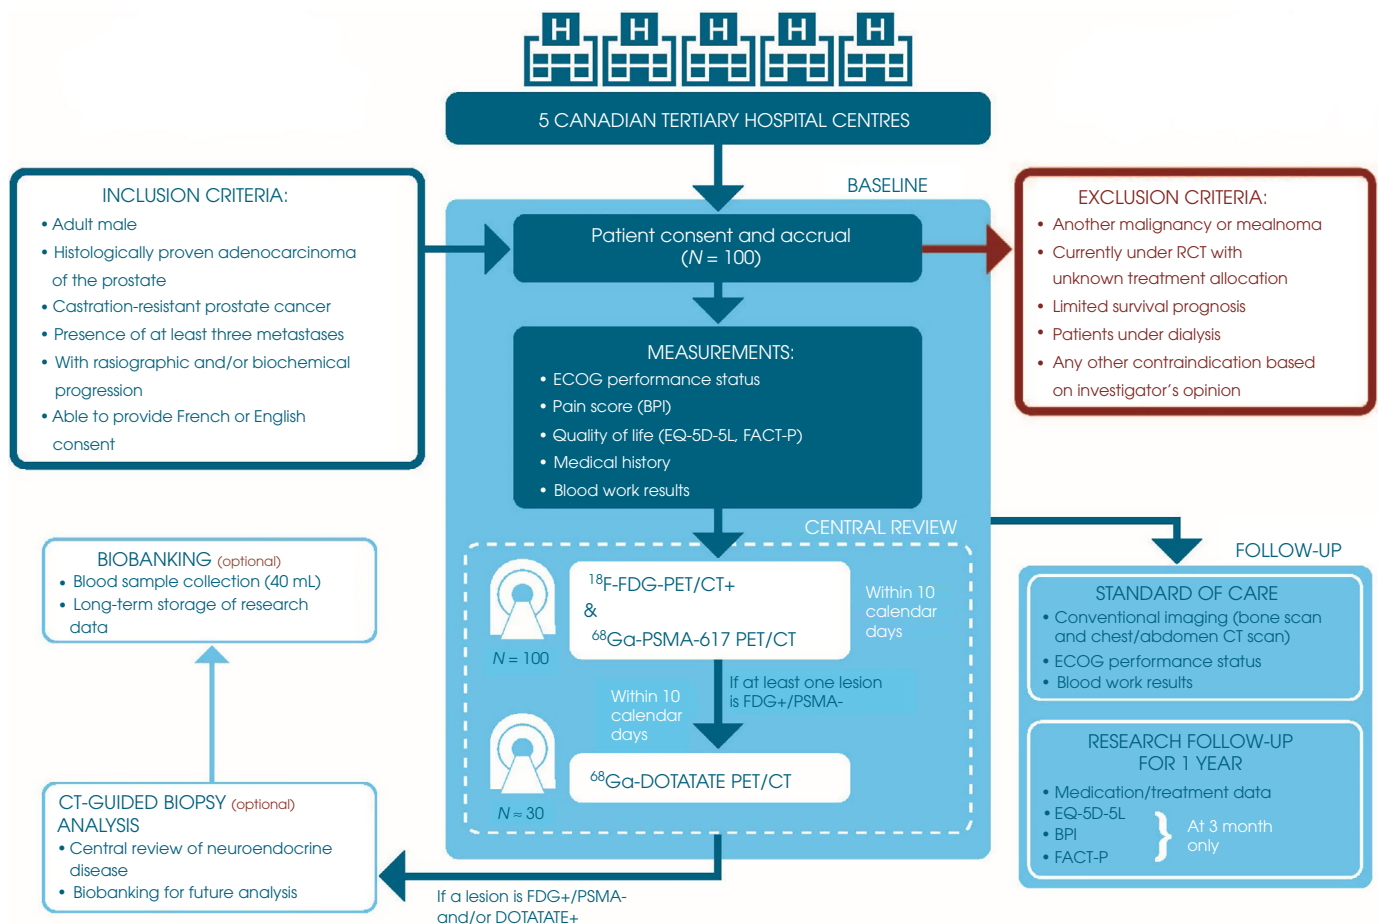 H H H H H
5 CANADIAN TERTIARY HOSPITAL CENTRES
INCLUSION CRITERIA:
• Adult male
• Histologically proven adenocarcinoma
of the prostate
• Castration-resistant prostate cancer
• Presence of at least three metastases
• With rasiographic and/or biochemical
progression
• Able to provide French or English
consent
BASELINE
Patient consent and accrual
(N = 100)
EXCLUSION CRITERIA:
• Another malignancy or mealnoma
• Currently under RCT with
unknown treatment allocation
• Limited survival prognosis
• Patients under dialysis
• Any other contraindication based
on investigator's opinion
MEASUREMENTS:
• ECOG performance status
• Pain score (BPI)
• Quality of life (EQ-5D-5L, FACT-P)
• Medical history
• Blood work results
CENTRAL REVIEW
¹⁸F-FDG-PET/CT+
&
⁶⁸Ga-PSMA-617 PET/CT
N = 100
Within 10
calendar
days
If at least one lesion
is FDG+/PSMA-
Within 10
calendar
days
⁶⁸Ga-DOTATATE PET/CT
N ≈ 30
If a lesion is FDG+/PSMA-
and/or DOTATATE+
BIOBANKING (optional)
• Blood sample collection (40 mL)
• Long-term storage of research
data
CT-GUIDED BIOPSY (optional)
ANALYSIS
• Central review of neuroendocrine
disease
• Biobanking for future analysis
FOLLOW-UP
STANDARD OF CARE
• Conventional imaging (bone scan
and chest/abdomen CT scan)
• ECOG performance status
• Blood work results
RESEARCH FOLLOW-UP
FOR 1 YEAR
• Medication/treatment data
• EQ-5D-5L
• BPI
• FACT-P
} At 3 month
only